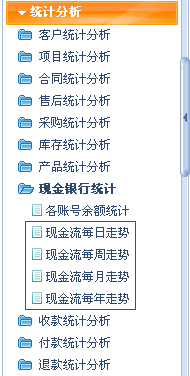 统计分析
客户统计分析
项目统计分析
合同统计分析
售后统计分析
采购统计分析
库存统计分析
产品统计分析
现金银行统计
各账号余额统计
现金流每日走势
现金流每周走势
现金流每月走势
现金流每年走势
收款统计分析
付款统计分析
退款统计分析